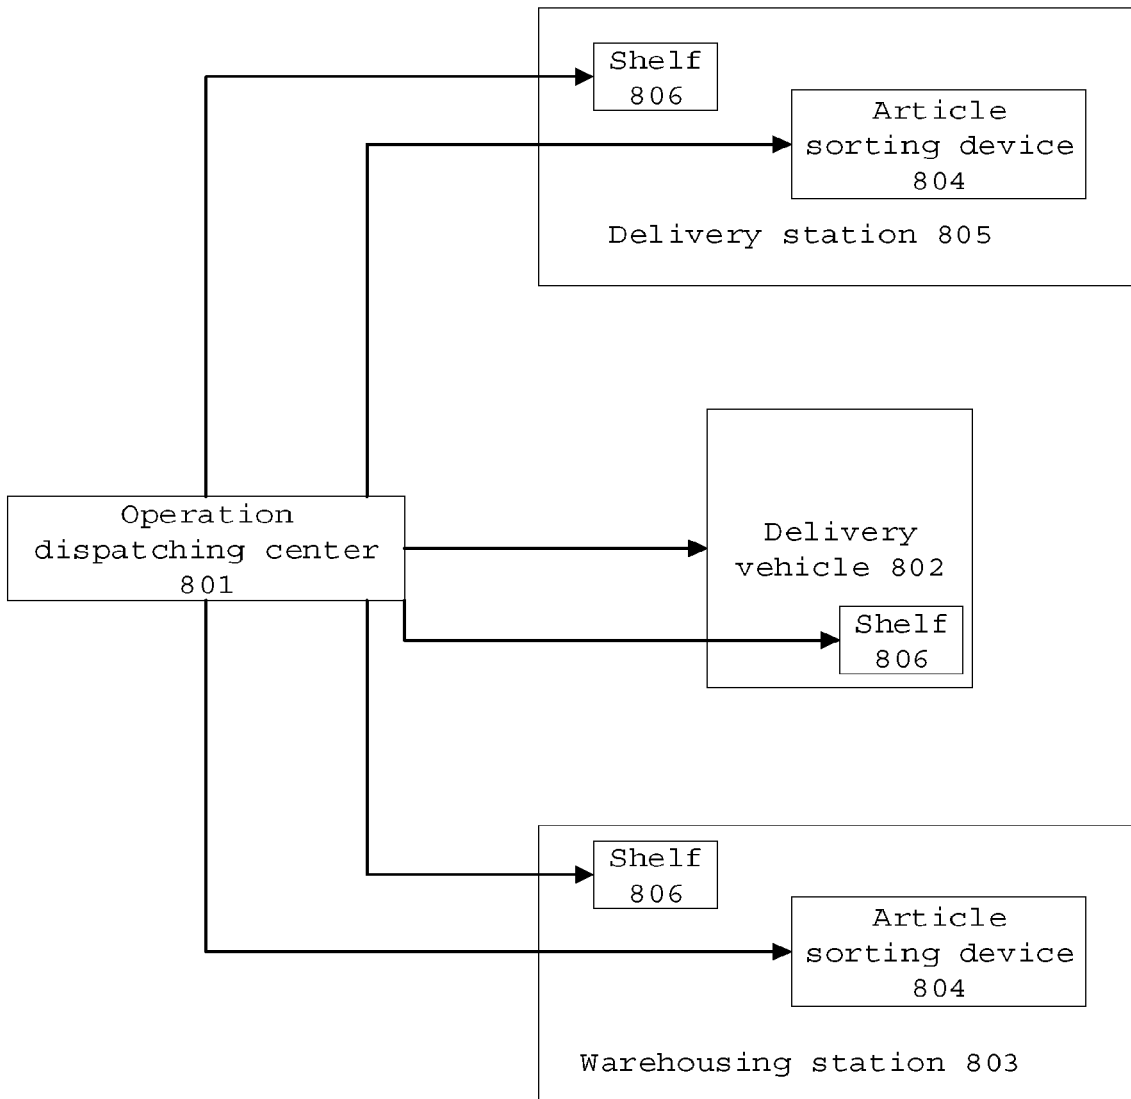 Shelf
806
Article
sorting device
804
Delivery station 805
Operation
dispatching center
801
Delivery
vehicle 802
Shelf
806
Shelf
806
Article
sorting device
804
Warehousing station 803